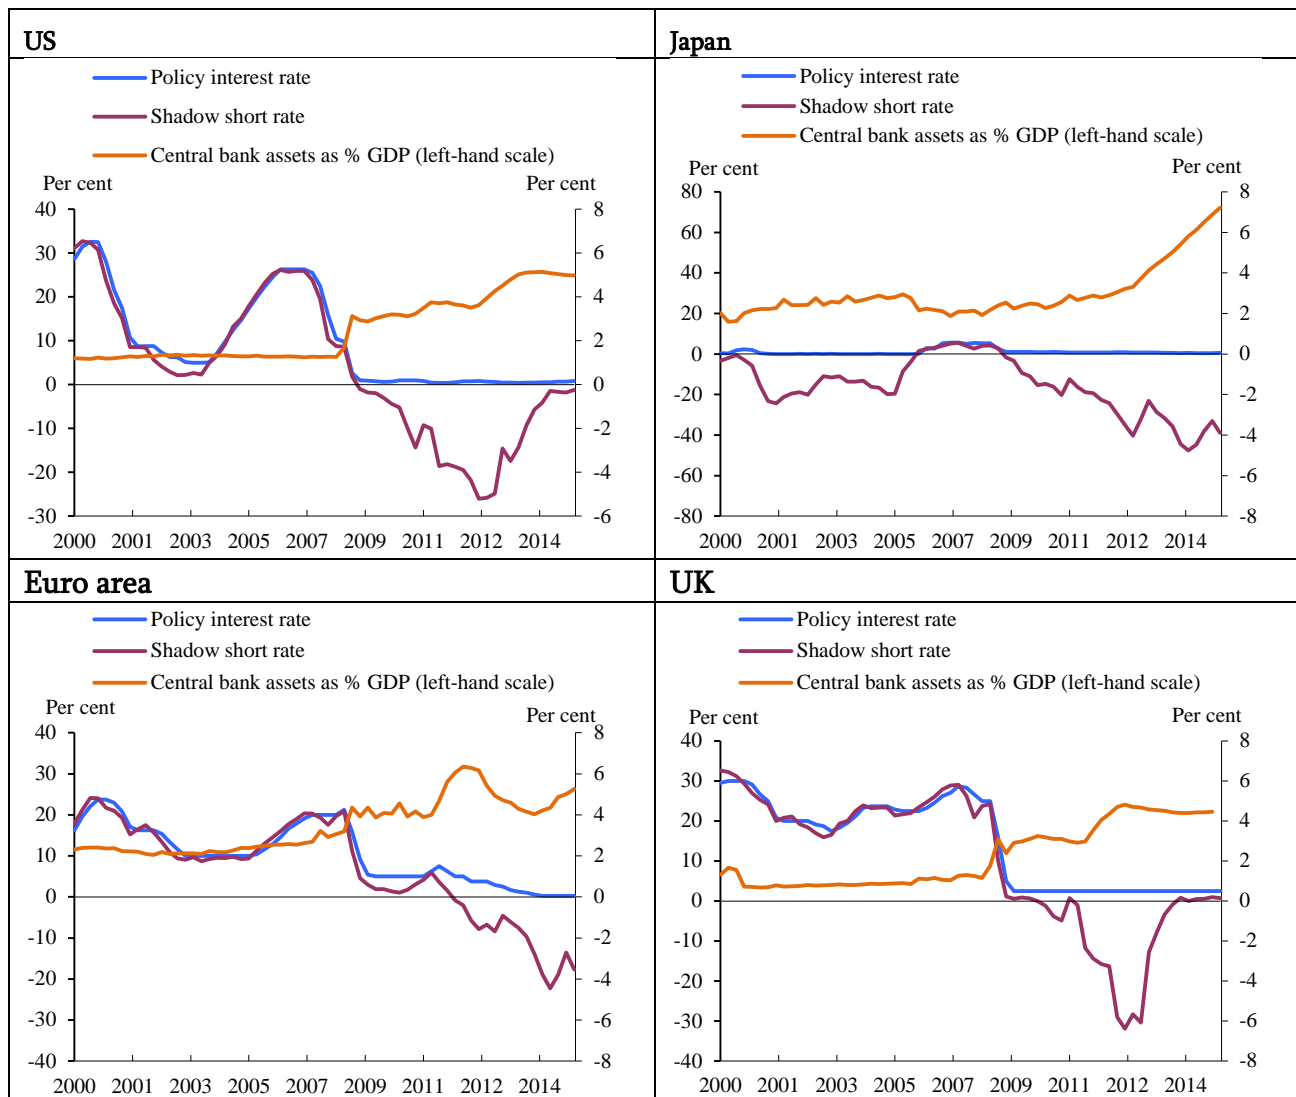 US
Policy interest rate
Shadow short rate
Central bank assets as % GDP (left-hand scale)
Per cent
Per cent
40
30
20
10
0
-10
-20
-30
8
6
4
2
0
-2
-4
-6
2000 2001 2003 2005 2007 2009 2011 2012 2014
Japan
Policy interest rate
Shadow short rate
Central bank assets as % GDP (left-hand scale)
Per cent
Per cent
80
60
40
20
0
-20
-40
-60
-80
8
6
4
2
0
-2
-4
-6
-8
2000 2001 2003 2005 2007 2009 2011 2012 2014
Euro area
Policy interest rate
Shadow short rate
Central bank assets as % GDP (left-hand scale)
Per cent
Per cent
40
30
20
10
0
-10
-20
-30
-40
8
6
4
2
0
-2
-4
-6
-8
2000 2001 2003 2005 2007 2009 2011 2012 2014
UK
Policy interest rate
Shadow short rate
Central bank assets as % GDP (left-hand scale)
Per cent
Per cent
40
30
20
10
0
-10
-20
-30
-40
8
6
4
2
0
-2
-4
-6
-8
2000 2001 2003 2005 2007 2009 2011 2012 2014